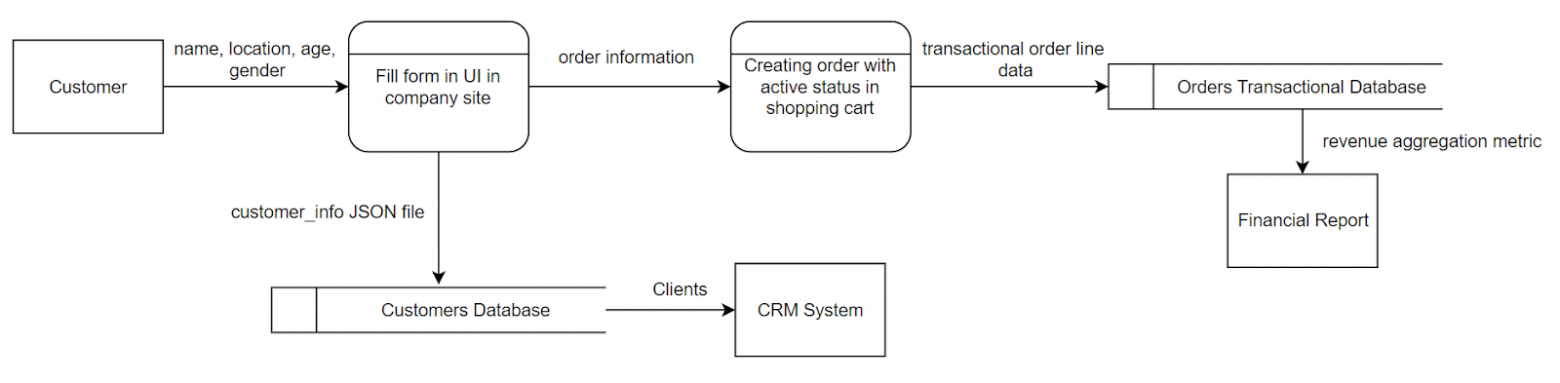 Customer
name, location, age,
gender
Fill form in UI in
company site
order information
Creating order with
active status in
shopping cart
transactional order line
data
Orders Transactional Database
revenue aggregation metric
Financial Report
customer_info JSON file
Customers Database
Clients
CRM System